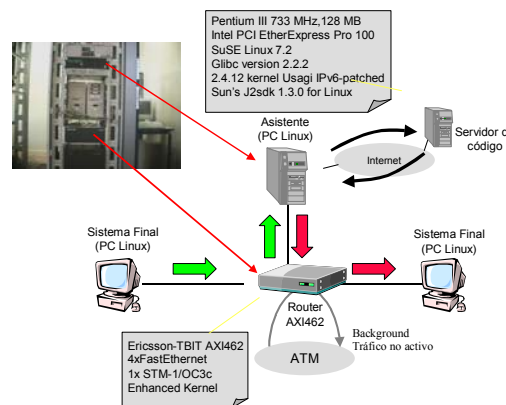 Pentium III 733 MHz,128 MB
Intel PCI EtherExpress Pro 100
SuSE Linux 7.2
Glibc version 2.2.2
2.4.12 kernel Usagi IPv6-patched
Sun's J2sdk 1.3.0 for Linux
Asistente
(PC Linux)
Servidor d
código
Internet
Sistema Final
(PC Linux)
Sistema Final
(PC Linux)
Router
AXI462
Background
Tráfico no activo
ATM
Ericsson-TBIT AXI462
4xFastEthernet
1x STM-1/OC3c
Enhanced Kernel